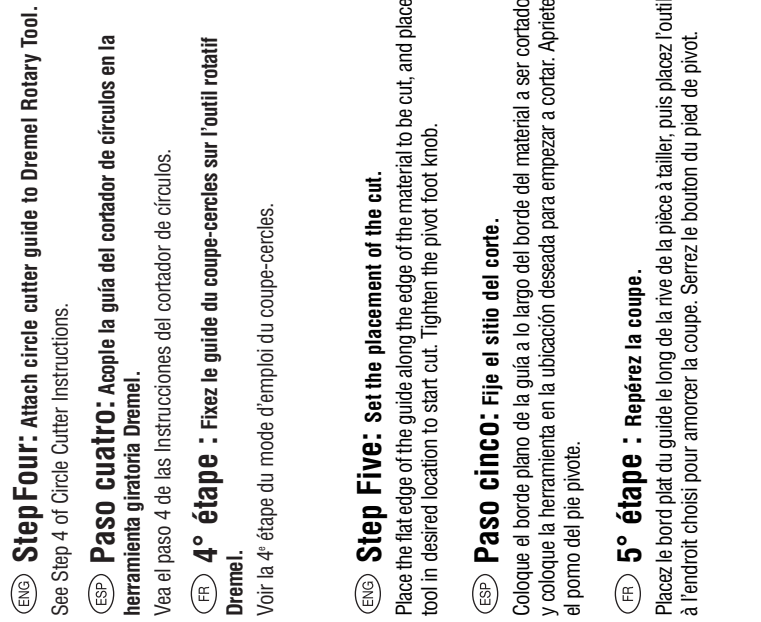 ENG StepFour: Attach circle cutter guide to Dremel Rotary Tool.
See Step 4 of Circle Cutter Instructions.
ESP Paso cuatro: Acople la guía del cortador de círculos en la
herramienta giratoria Dremel.
Vea el paso 4 de las Instrucciones del cortador de círculos.
FR 4° étape : Fixez le guide du coupe-cercles sur l'outil rotatif
Dremel.
Voir la 4e étape du mode d'emploi du coupe-cercles.
ENG Step Five: Set the placement of the cut.
Place the flat edge of the guide along the edge of the material to be cut, and place
tool in desired location to start cut. Tighten the pivot foot knob.
ESP Paso cinco: Fije el sitio del corte.
Coloque el borde plano de la guía a lo largo del borde del material a ser cortado
y coloque la herramienta en la ubicación deseada para empezar a cortar. Apriete
el pomo del pie pivote.
FR 5° étape : Repérez la coupe.
Placez le bord plat du guide le long de la rive de la pièce à tailler, puis placez l'outil
à l'endroit choisi pour amorcer la coupe. Serrez le bouton du pied de pivot.